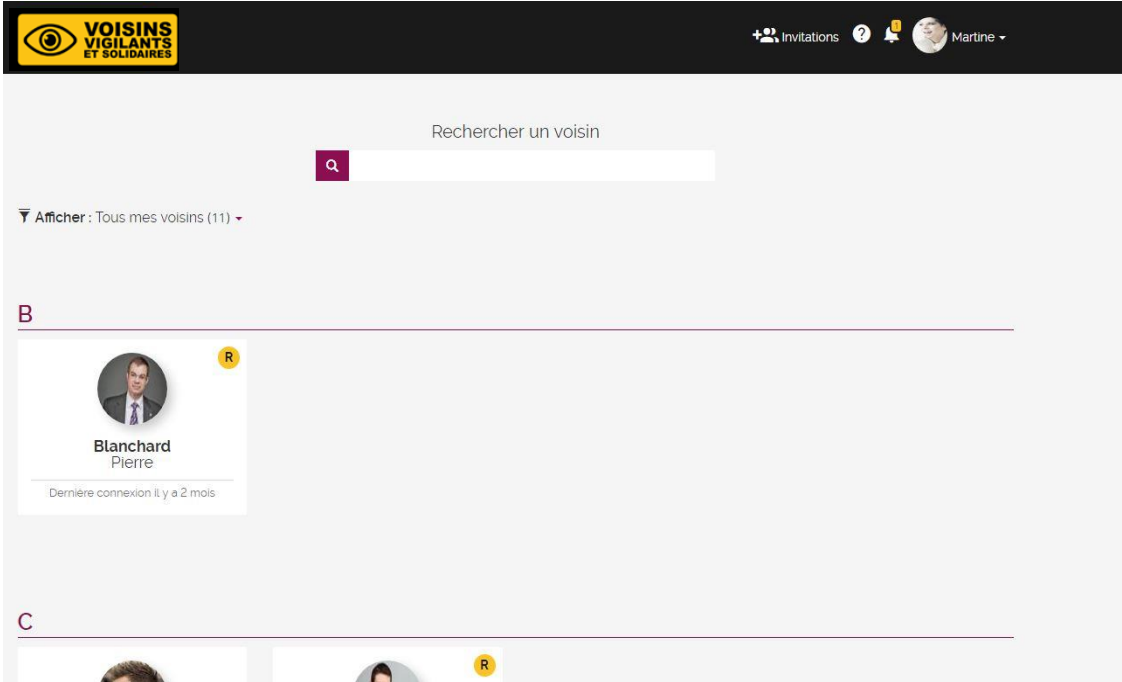 VOISINS
VIGILANTS
ET SOLIDAIRES
Invitations ? 1 Martine
Rechercher un voisin
Afficher : Tous mes voisins (11)
B
R
Blanchard
Pierre
Dernière connexion il y a 2 mois
C
R